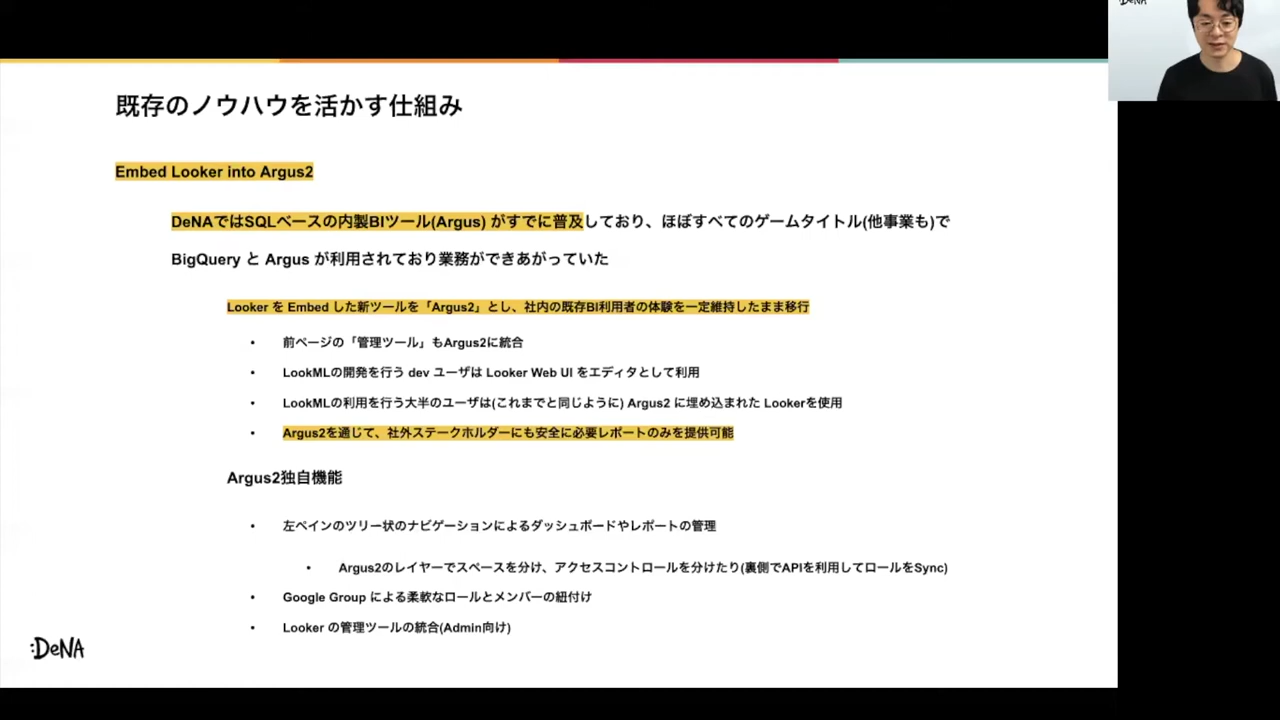 既存のノウハウを活かす仕組み
Embed Looker into Argus2
DeNAではSQLベースの内製BIツール(Argus) がすでに普及しており、ほぼすべてのゲームタイトル(他事業も)で
BigQuery と Argus が利用されており業務ができあがっていた
Looker を Embed した新ツールを「Argus2」とし、社内の既存BI利用者の体験を一定維持したまま移行
• 前ページの「管理ツール」もArgus2に統合
• LookMLの開発を行う dev ユーザは Looker Web UI をエディタとして利用
• LookMLの利用を行う大半のユーザは(これまでと同じように) Argus2 に埋め込まれた Lookerを使用
• Argus2を通じて、社外ステークホルダーにも安全に必要レポートのみを提供可能
Argus2独自機能
• 左ペインのツリー状のナビゲーションによるダッシュボードやレポートの管理
• Argus2のレイヤーでスペースを分け、アクセスコントロールを分けたり(裏側でAPIを利用してロールをSync)
• Google Group による柔軟なロールとメンバーの紐付け
• Looker の管理ツールの統合(Admin向け)
:DeNA
:DeNA